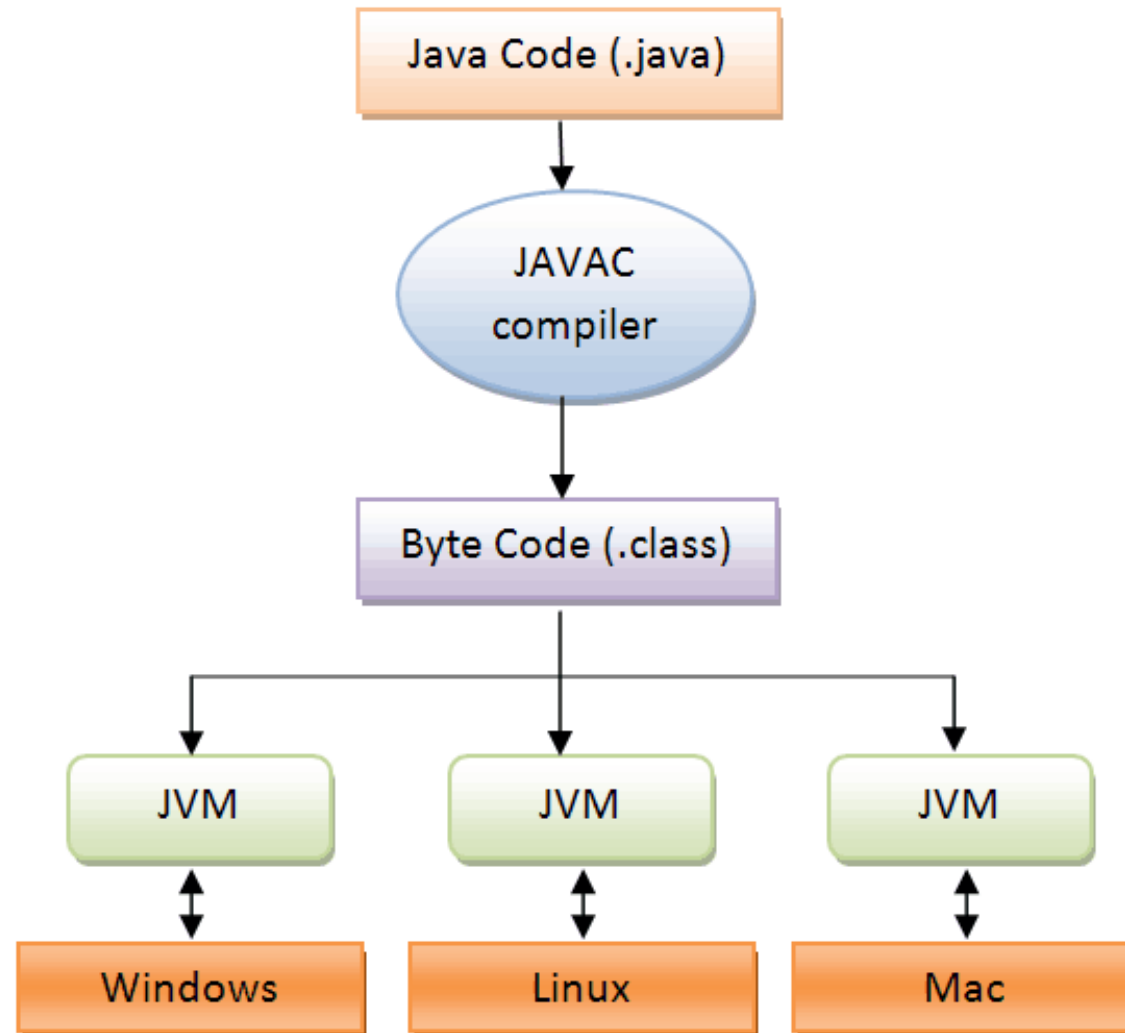 Java Code (.java)
JAVAC
compiler
Byte Code (.class)
JVM
JVM
JVM
Windows
Linux
Mac